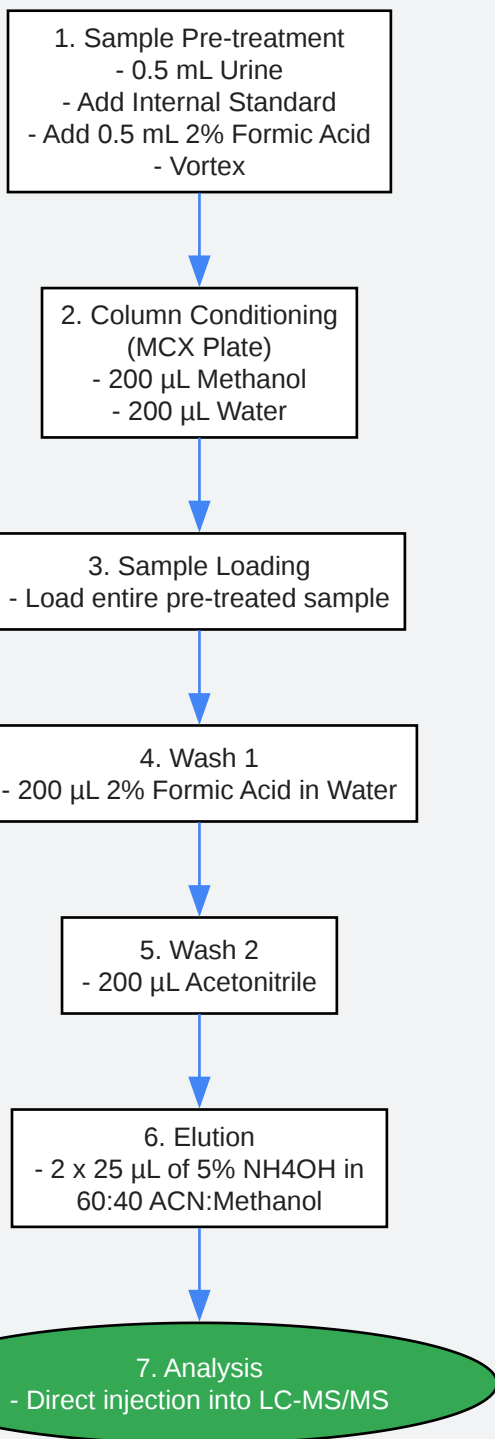 1. Sample Pre-treatment
- 0.5 mL Urine
- Add Internal Standard
- Add 0.5 mL 2% Formic Acid
- Vortex
2. Column Conditioning
(MCX Plate)
- 200 µL Methanol
- 200 µL Water
3. Sample Loading
- Load entire pre-treated sample
4. Wash 1
- 200 µL 2% Formic Acid in Water
5. Wash 2
- 200 µL Acetonitrile
6. Elution
- 2 x 25 µL of 5% NH4OH in
60:40 ACN:Methanol
7. Analysis
- Direct injection into LC-MS/MS